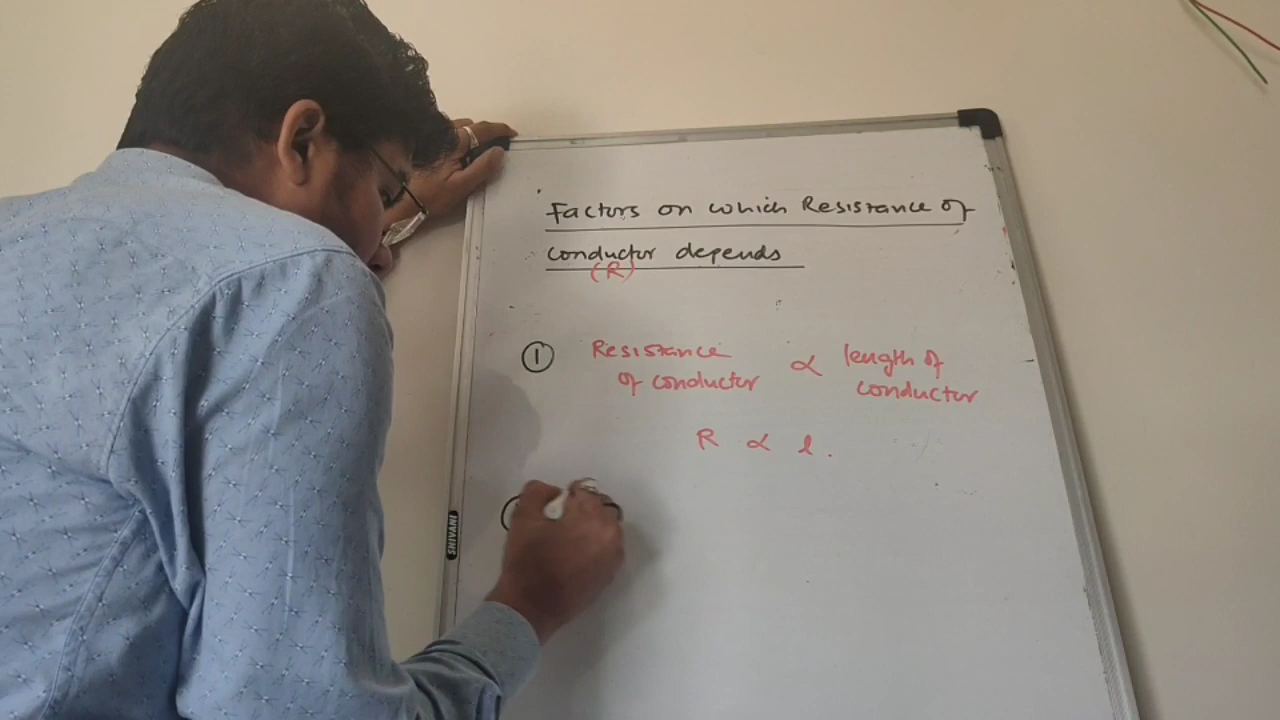 Factors on which Resistance of
conductor depends
(R)
① Resistance ∝ length of
of conductor conductor
R ∝ l.
SHIVANI